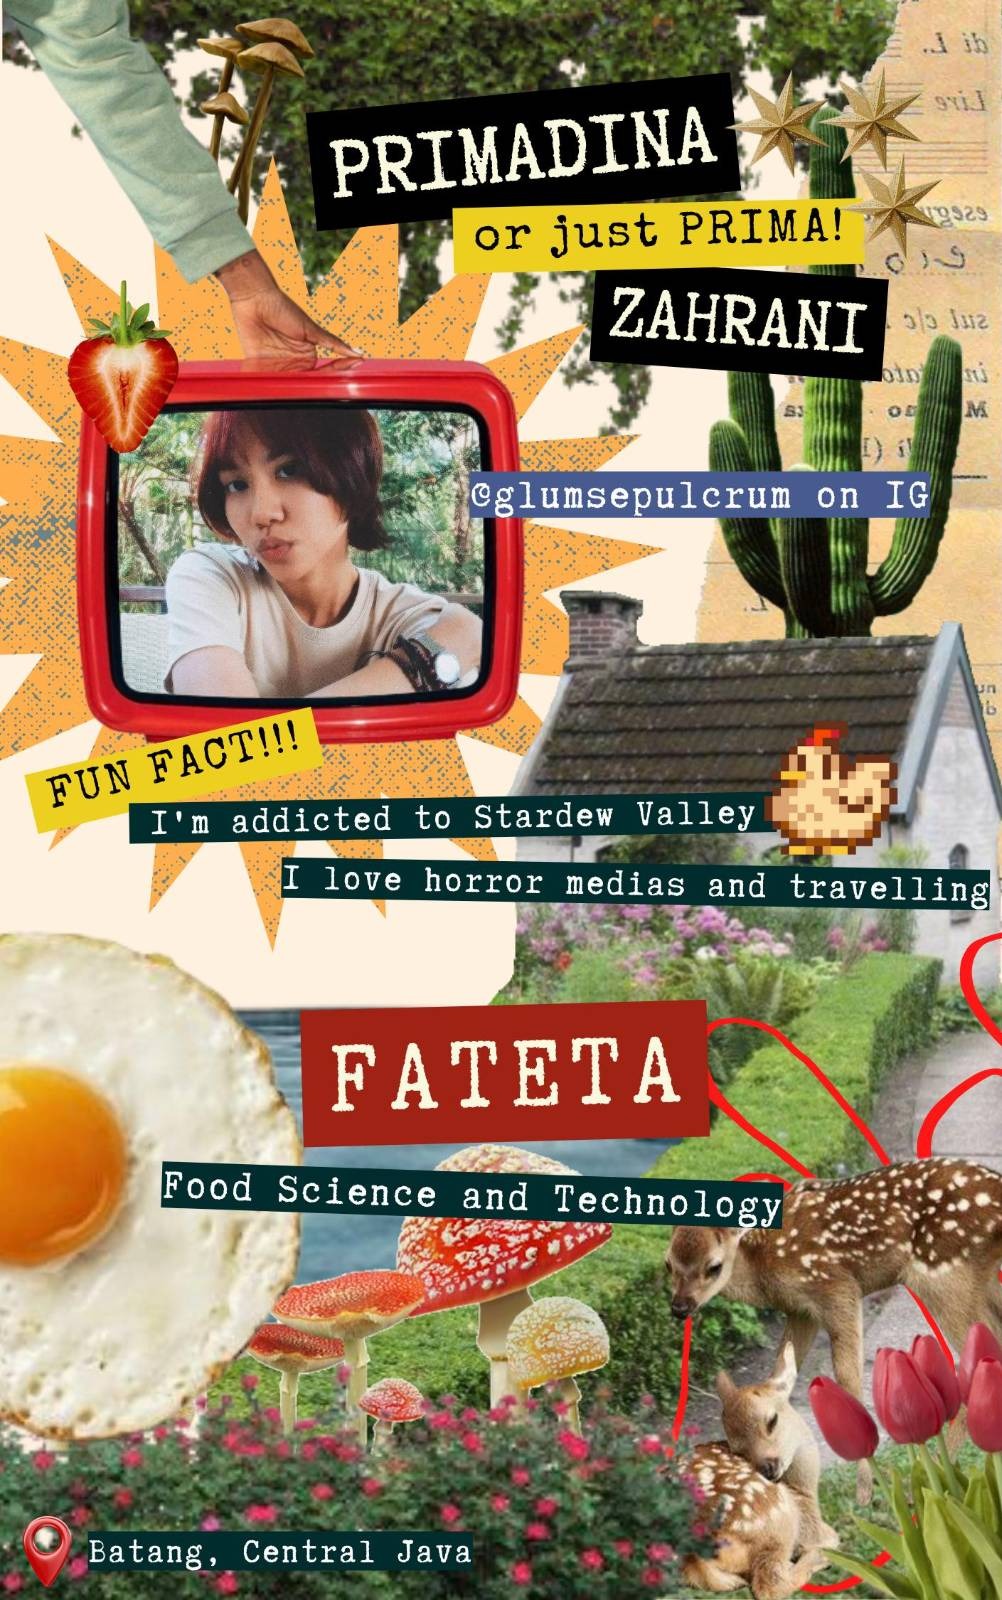 PRIMADINA
or just PRIMA!
ZAHRANI
@glumsepulcrum on IG
FUN FACT!!!
I'm addicted to Stardew Valley
I love horror medias and travelling
FATETA
Food Science and Technology
Batang, Central Java